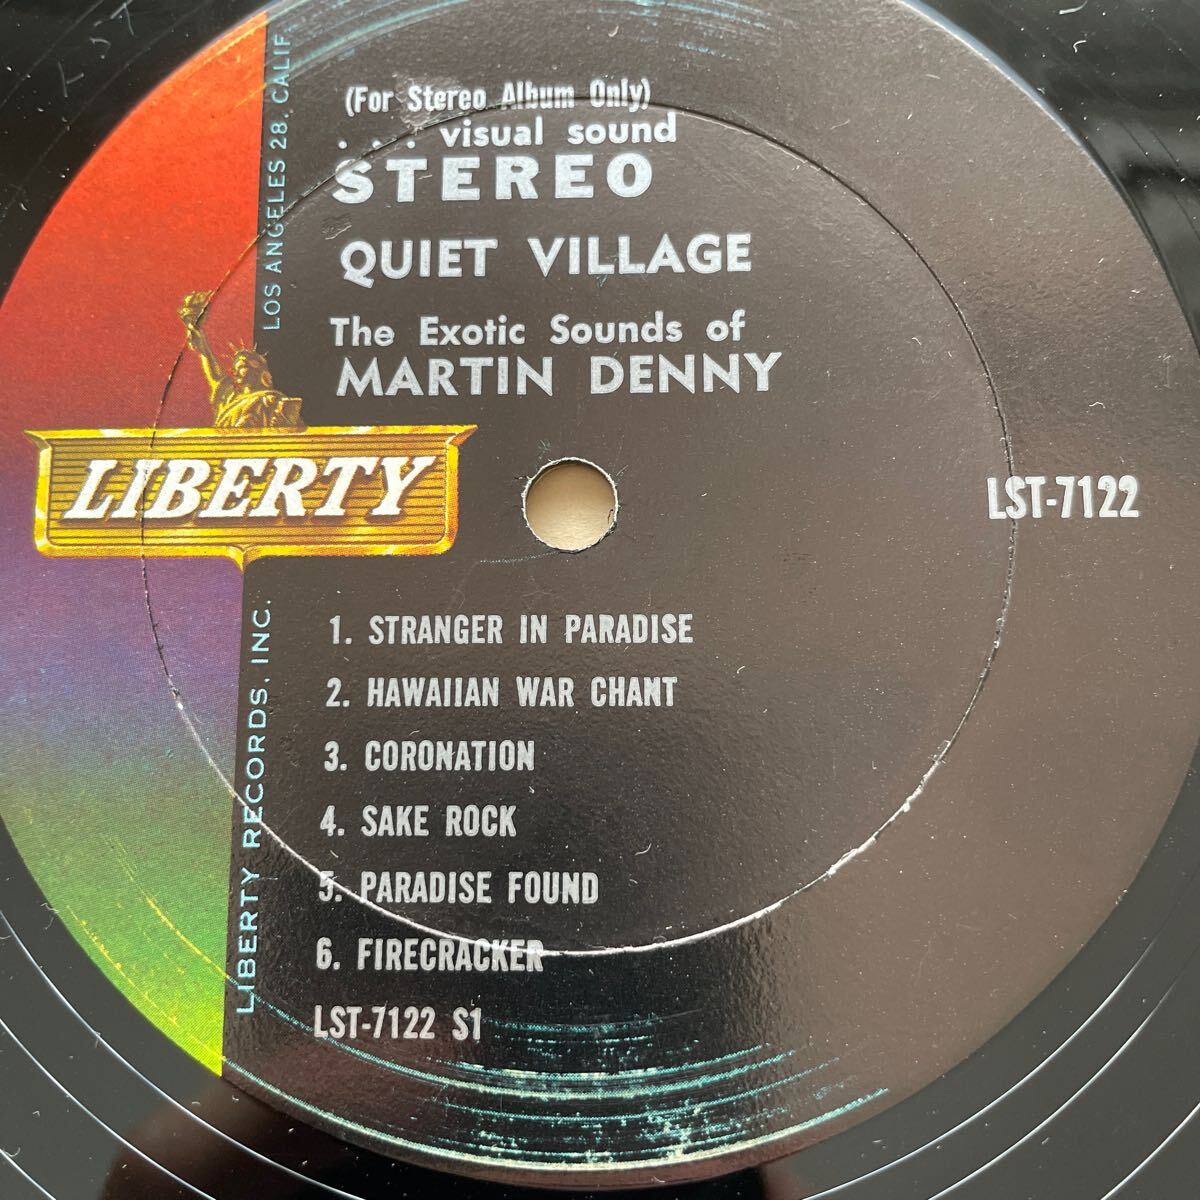 (For Stereo Album Only)
. . . visual sound
STEREO
QUIET VILLAGE
The Exotic Sounds of
MARTIN DENNY
LIBERTY
LST-7122
1. STRANGER IN PARADISE
2. HAWAIIAN WAR CHANT
3. CORONATION
4. SAKE ROCK
5. PARADISE FOUND
6. FIRECRACKER
LST-7122 S1
LIBERTY RECORDS, INC.
LOS ANGELES 28, CALIF.